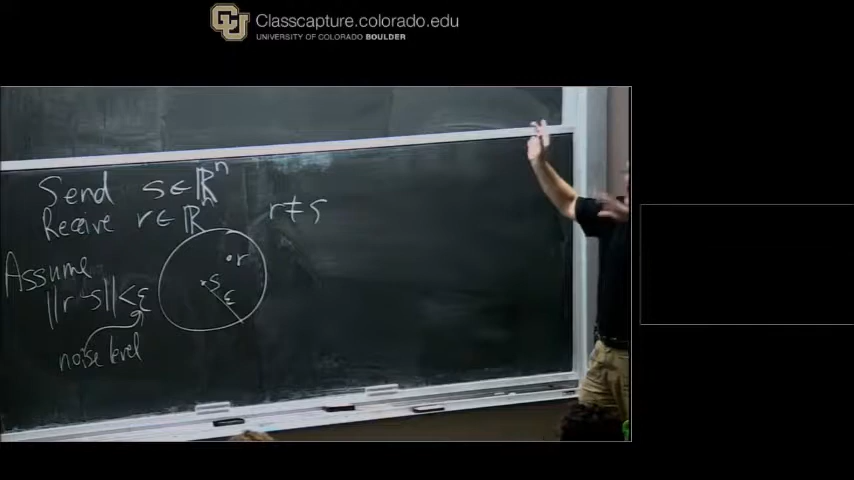 Classcapture.colorado.edu
UNIVERSITY OF COLORADO BOULDER
Send s ∈ ℝⁿ
Receive r ∈ ℝⁿ r ≠ s
Assume
||r - s|| < ε
noise level
r
s
ε